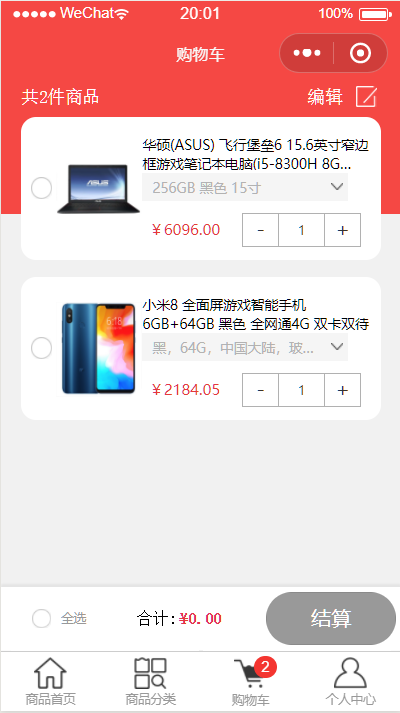 WeChat 20:01 100%
购物车
共2件商品 编辑
华硕(ASUS) 飞行堡垒6 15.6英寸窄边
框游戏笔记本电脑(i5-8300H 8G...
ASUS
256GB 黑色 15寸
￥6096.00 - 1 +
小米8 全面屏游戏智能手机
6GB+64GB 黑色 全网通4G 双卡双待
黑，64G，中国大陆，玻...
￥2184.05 - 1 +
全选 合计:¥0.00 结算
2
商品首页 商品分类 购物车 个人中心